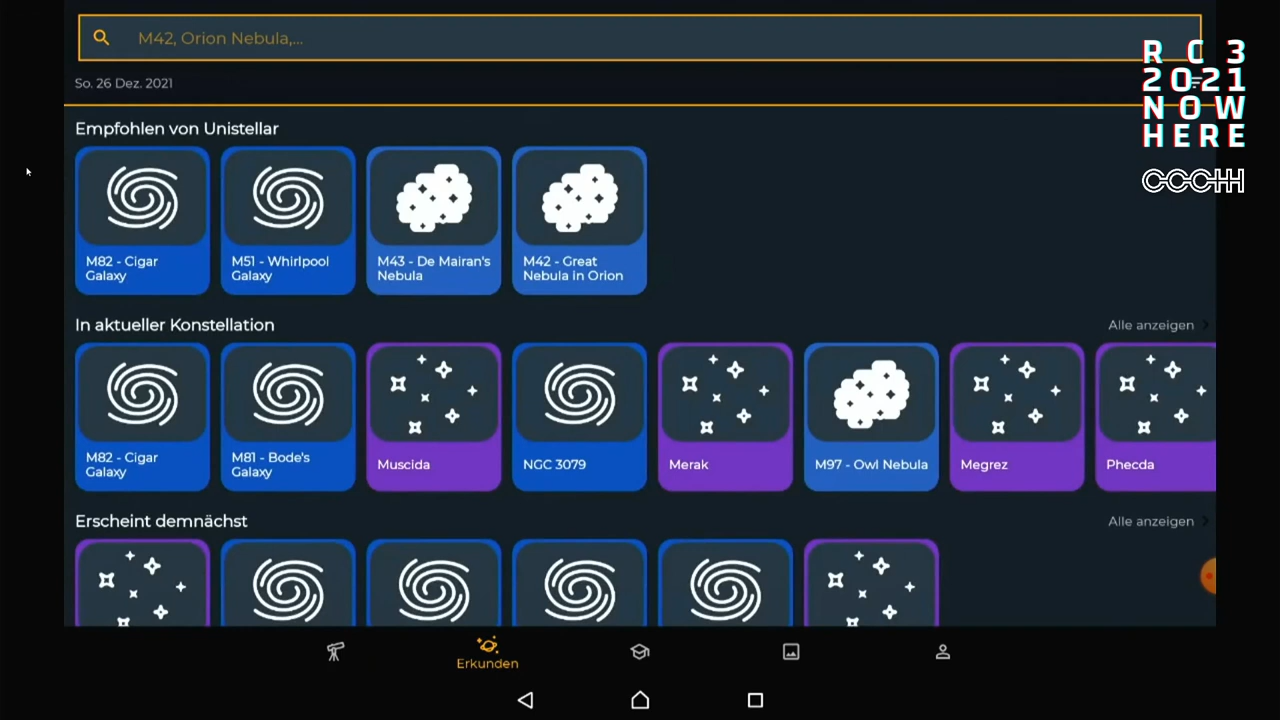 M42, Orion Nebula,...
So. 26 Dez. 2021
R C 3
2021
NOW
HERE
CCCHH
Empfohlen von Unistellar
M82 - Cigar
Galaxy
M51 - Whirlpool
Galaxy
M43 - De Mairan's
Nebula
M42 - Great
Nebula in Orion
In aktueller Konstellation
Alle anzeigen
M82 - Cigar
Galaxy
M81 - Bode's
Galaxy
Muscida
NGC 3079
Merak
M97 - Owl Nebula
Megrez
Phecda
Erscheint demnächst
Alle anzeigen
Erkunden